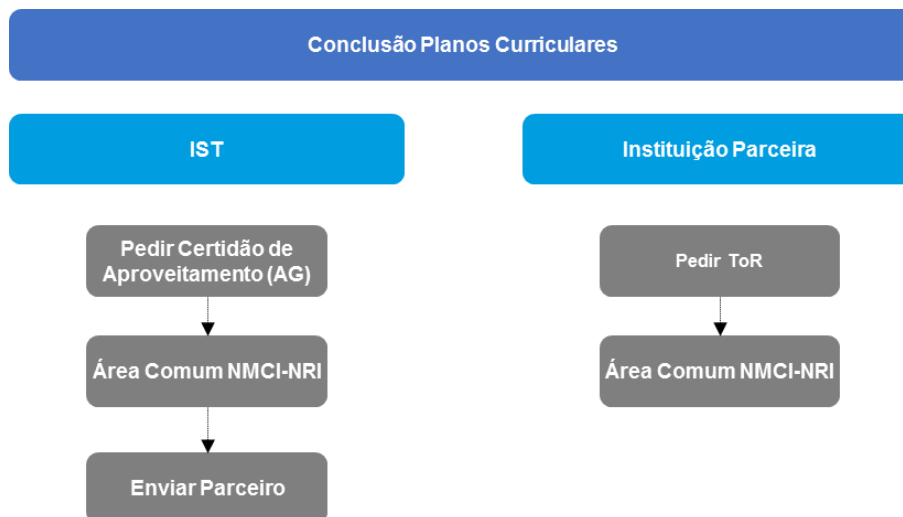 Conclusão Planos Curriculares
IST
Instituição Parceira
Pedir Certidão de
Aproveitamento (AG)
Pedir ToR
Área Comum NMCI-NRI
Área Comum NMCI-NRI
Enviar Parceiro